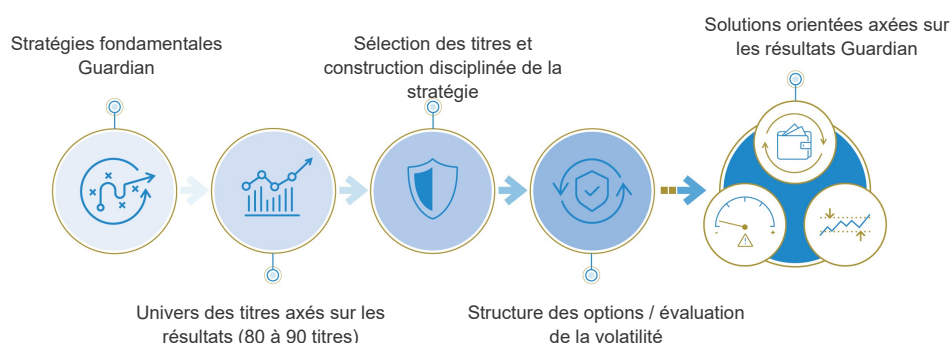 Stratégies fondamentales
Guardian
Univers des titres axés sur les
résultats (80 à 90 titres)
Sélection des titres et
construction disciplinée de la
stratégie
Structure des options / évaluation
de la volatilité
Solutions orientées axées sur
les résultats Guardian
- +